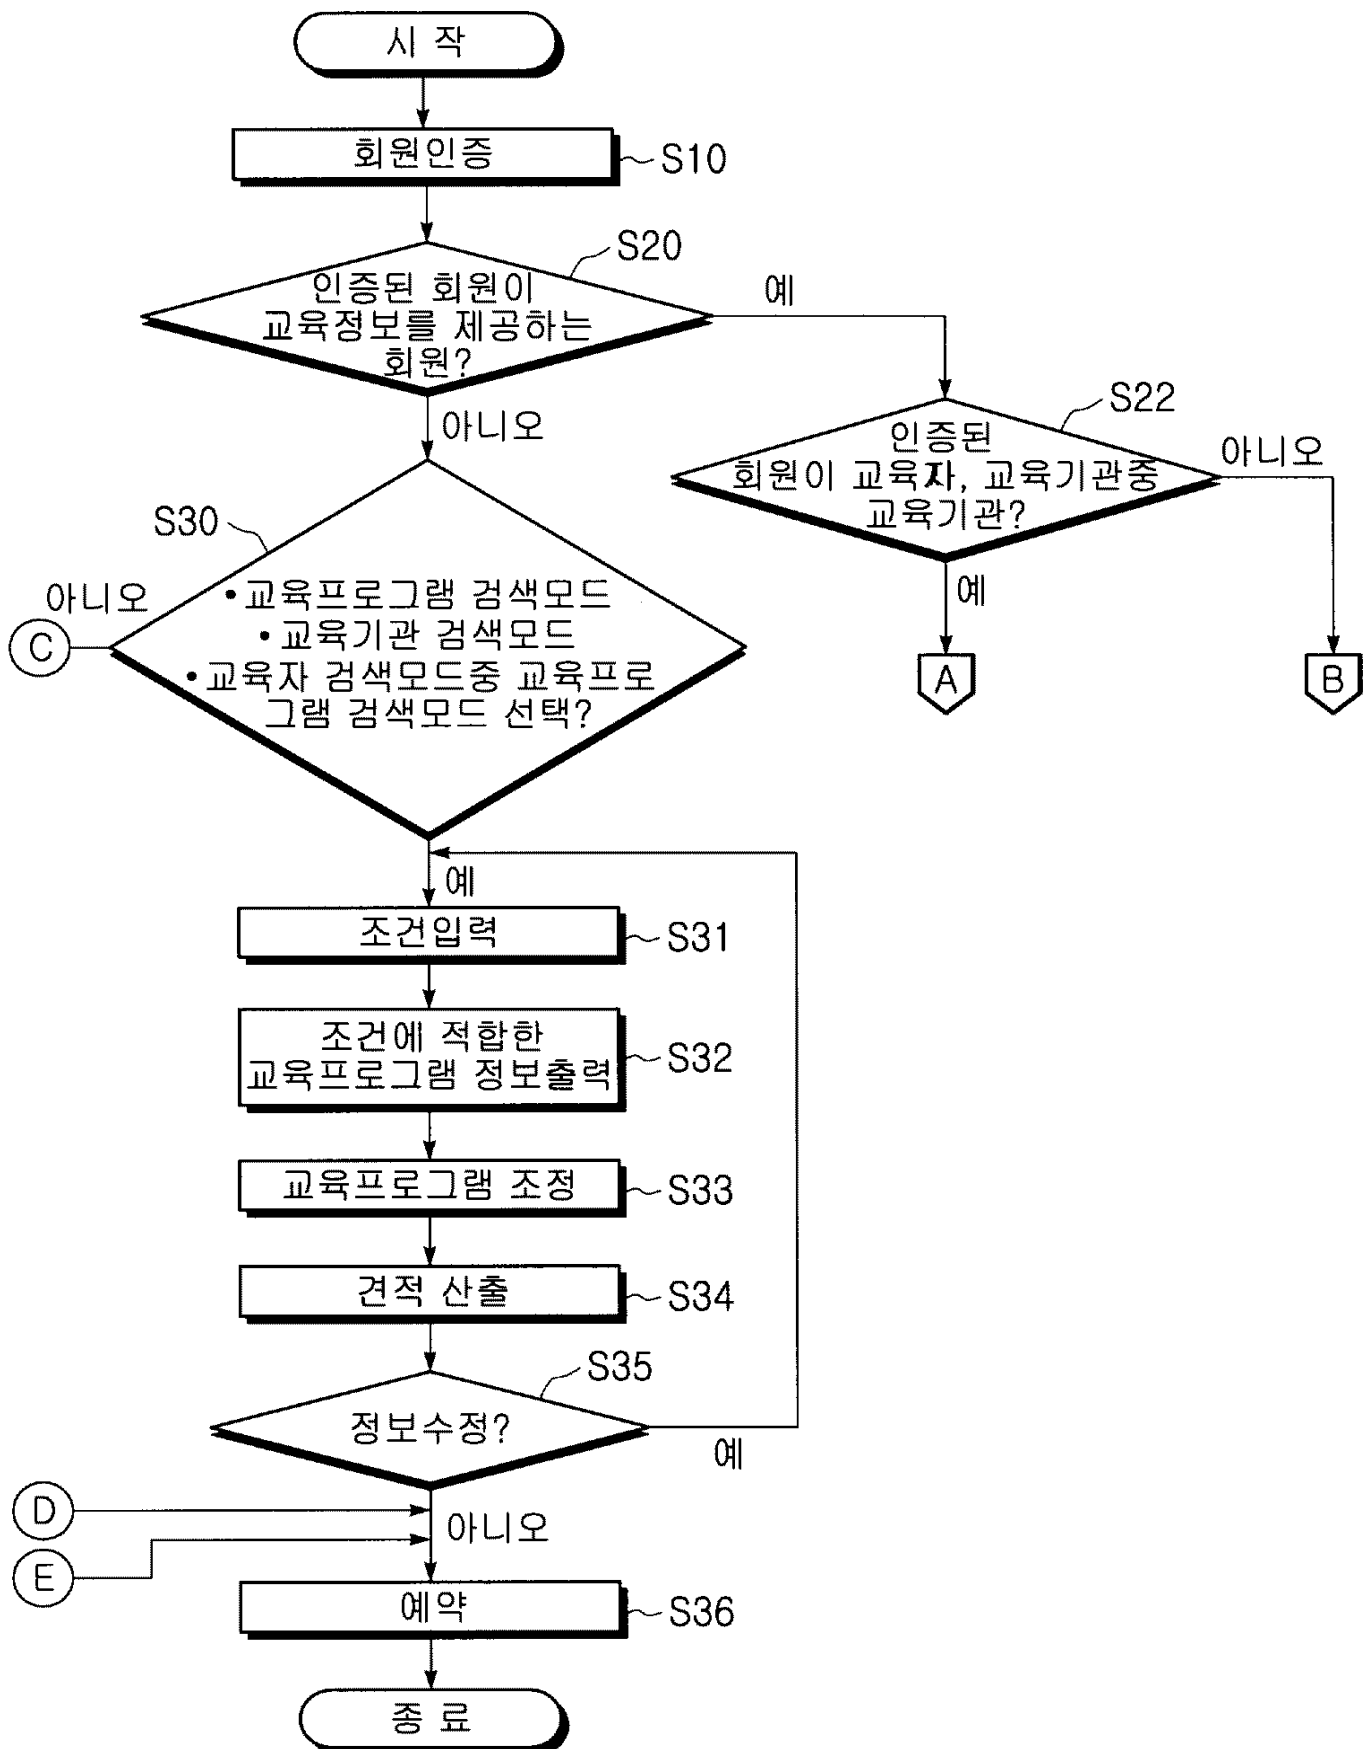 시 작
회원인증
S10
S20
인증된 회원이
교육정보를 제공하는
회원?
예
아니오
S22
인증된
회원이 교육자, 교육기관중
교육기관?
아니오
예
A
B
S30
아니오
C
• 교육프로그램 검색모드
• 교육기관 검색모드
• 교육자 검색모드중 교육프로
그램 검색모드 선택?
예
조건입력
S31
조건에 적합한
교육프로그램 정보출력
S32
교육프로그램 조정
S33
견적 산출
S34
S35
정보수정?
예
D
아니오
E
예약
S36
종 료